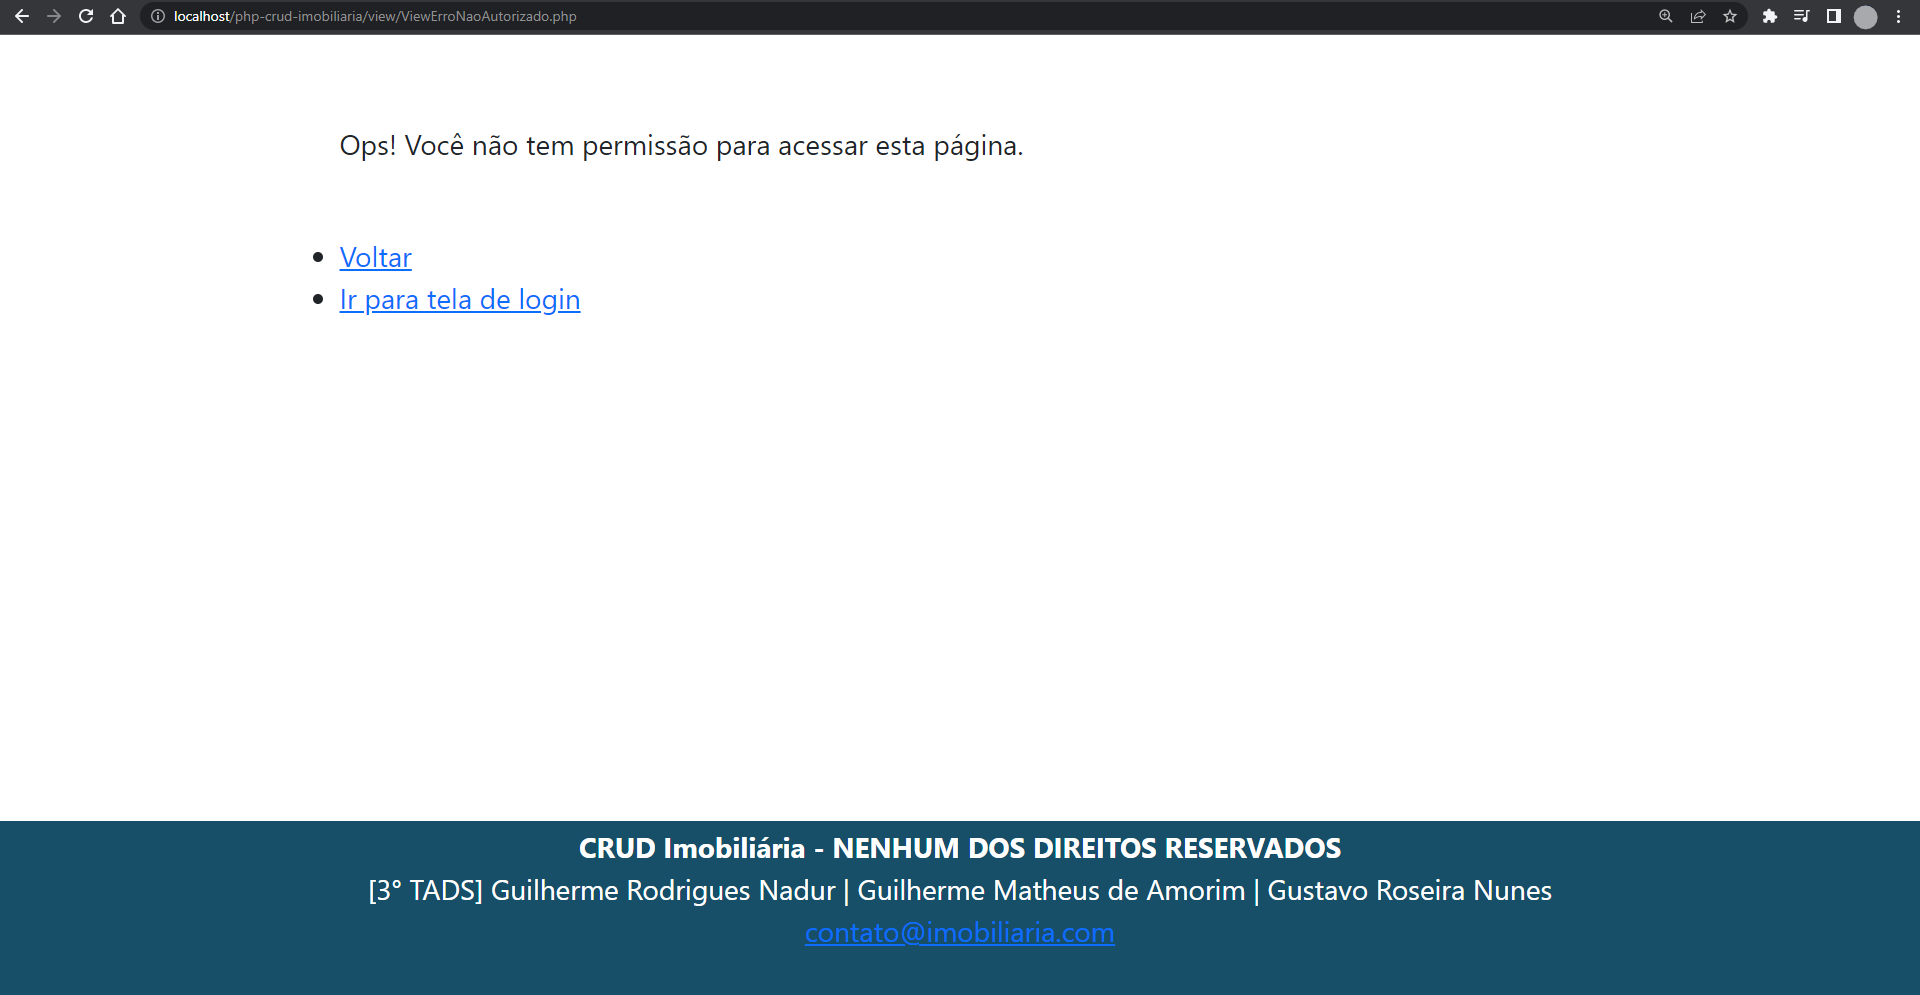 localhost/php-crud-imobiliaria/view/ViewErroNaoAutorizado.php
Ops! Você não tem permissão para acessar esta página.
Voltar
Ir para tela de login
CRUD Imobiliária - NENHUM DOS DIREITOS RESERVADOS
[3° TADS] Guilherme Rodrigues Nadur | Guilherme Matheus de Amorim | Gustavo Roseira Nunes
contato@imobiliaria.com